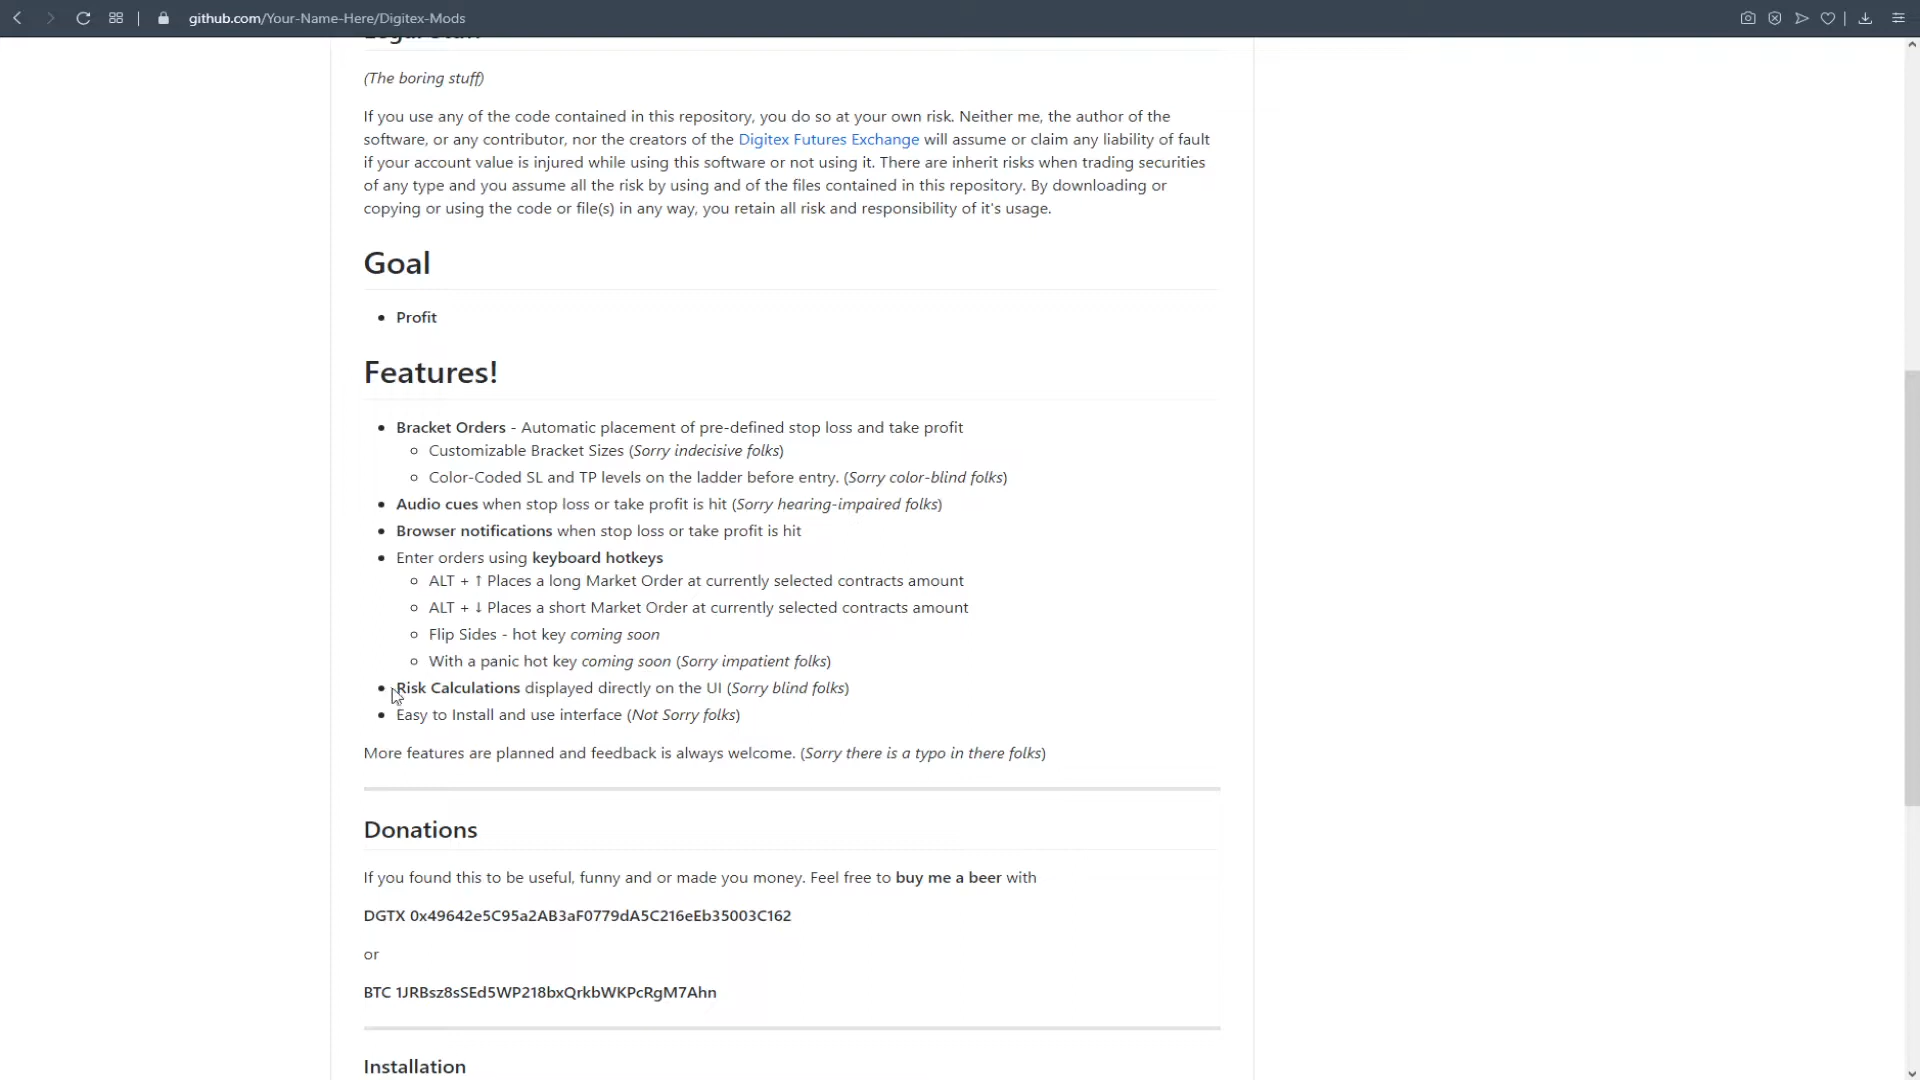 github.com/Your-Name-Here/Digitex-Mods
Legal Stuff
(The boring stuff)
If you use any of the code contained in this repository, you do so at your own risk. Neither me, the author of the
software, or any contributor, nor the creators of the Digitex Futures Exchange will assume or claim any liability of fault
if your account value is injured while using this software or not using it. There are inherit risks when trading securities
of any type and you assume all the risk by using and of the files contained in this repository. By downloading or
copying or using the code or file(s) in any way, you retain all risk and responsibility of it's usage.
Goal
• Profit
Features!
• Bracket Orders - Automatic placement of pre-defined stop loss and take profit
◦ Customizable Bracket Sizes (Sorry indecisive folks)
◦ Color-Coded SL and TP levels on the ladder before entry. (Sorry color-blind folks)
• Audio cues when stop loss or take profit is hit (Sorry hearing-impaired folks)
• Browser notifications when stop loss or take profit is hit
• Enter orders using keyboard hotkeys
◦ ALT + ↑ Places a long Market Order at currently selected contracts amount
◦ ALT + ↓ Places a short Market Order at currently selected contracts amount
◦ Flip Sides - hot key coming soon
◦ With a panic hot key coming soon (Sorry impatient folks)
• Risk Calculations displayed directly on the UI (Sorry blind folks)
• Easy to Install and use interface (Not Sorry folks)
More features are planned and feedback is always welcome. (Sorry there is a typo in there folks)
Donations
If you found this to be useful, funny and or made you money. Feel free to buy me a beer with
DGTX 0x49642e5C95a2AB3aF0779dA5C216eEb35003C162
or
BTC 1JRBsz8sSEd5WP218bxQrkbWKPcRgM7Ahn
Installation